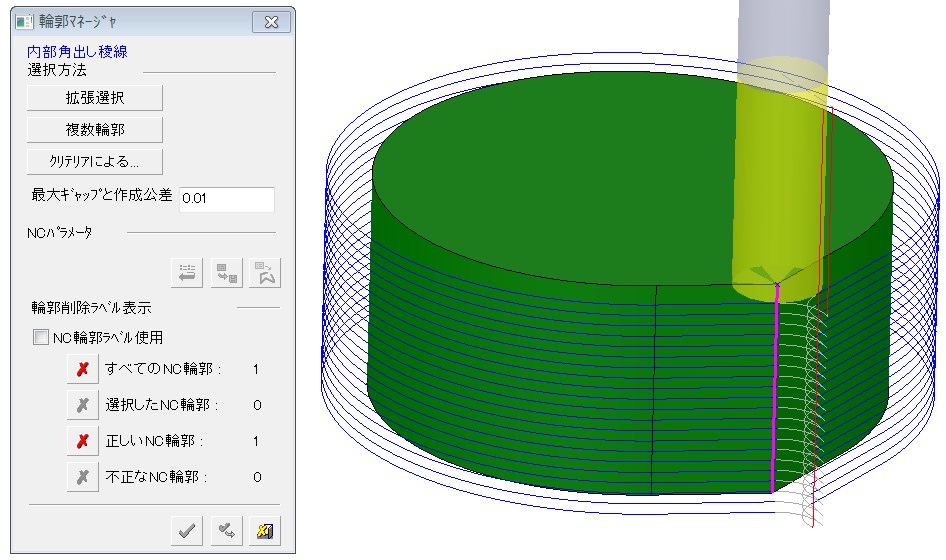 輪郭ﾏﾈｰｼﾞｬ
内部角出し稜線
選択方法
拡張選択
複数輪郭
ｸﾘﾃﾘｱによる...
最大ｷﾞｬｯﾌﾟと作成公差 0.01
NCﾊﾟﾗﾒｰﾀ
輪郭削除ﾗﾍﾞﾙ表示
NC輪郭ﾗﾍﾞﾙ使用
すべてのNC輪郭 : 1
選択したNC輪郭 : 0
正しいNC輪郭 : 1
不正なNC輪郭 : 0